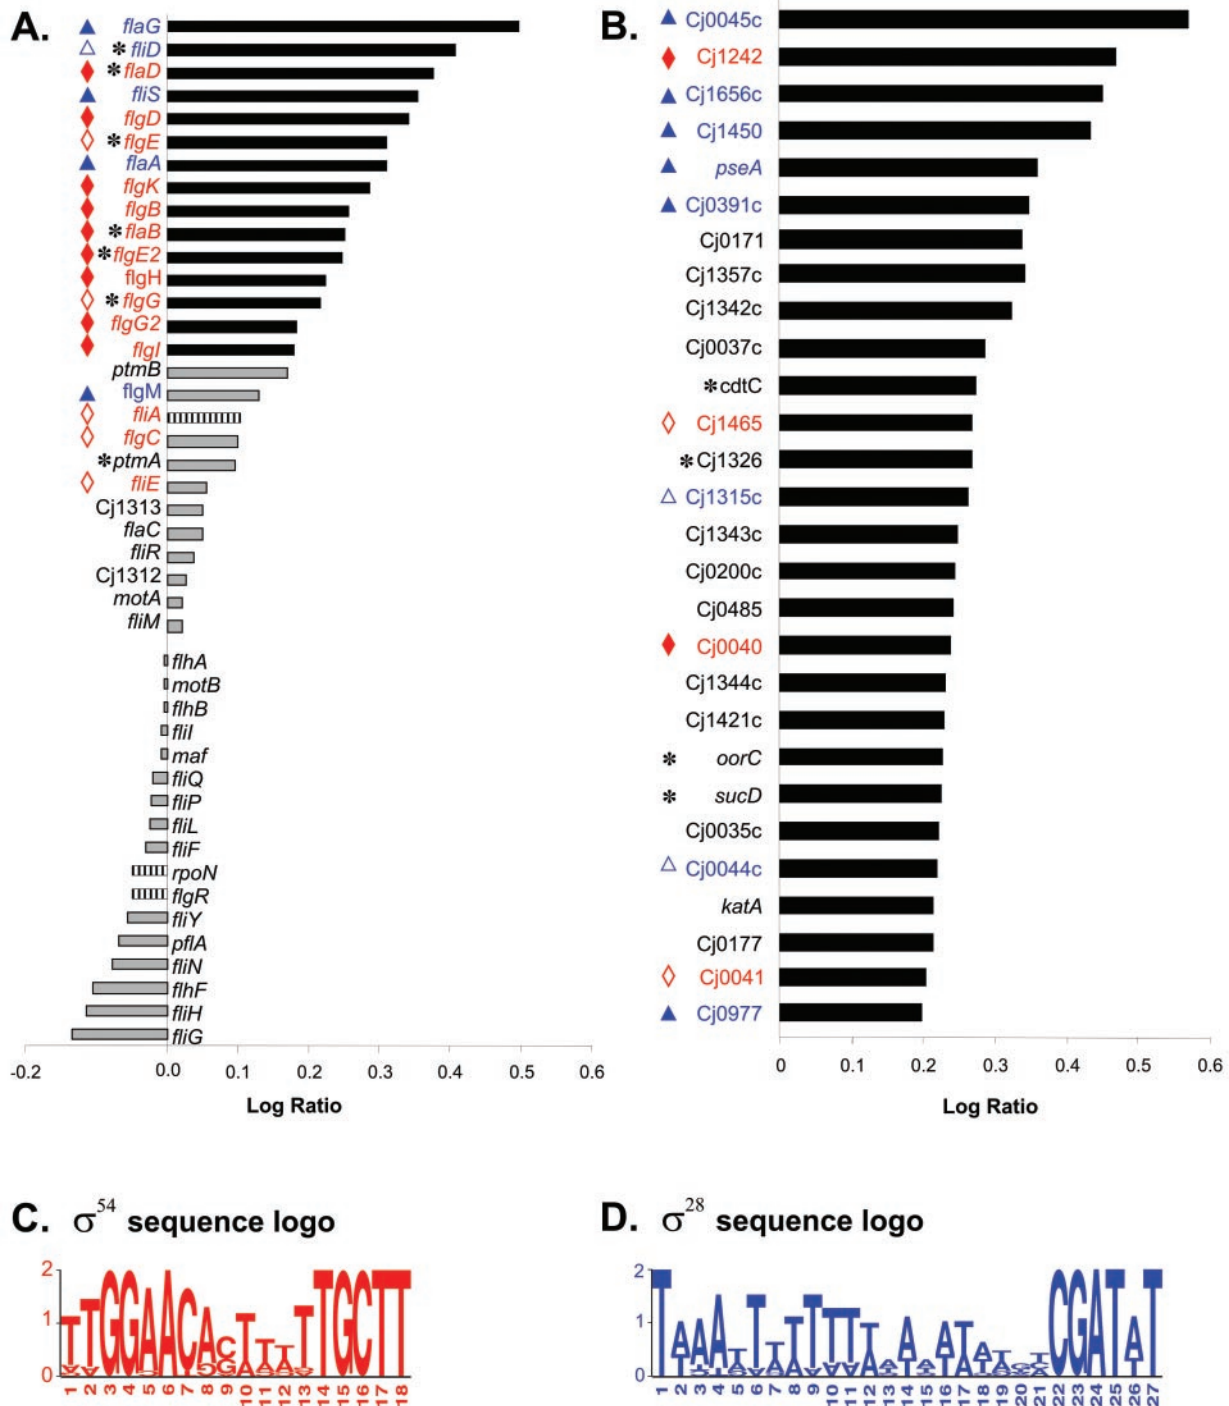 A.
flaG
* fliD
* flaD
fliS
flgD
* flgE
flaA
flgK
flgB
* flaB
* flgE2
flgH
* flgG
flgG2
flgI
ptmB
flgM
fliA
flgC
* ptmA
fliE
Cj1313
flaC
fliR
Cj1312
motA
fliM
flhA
motB
flhB
fliI
maf
fliQ
fliP
fliL
fliF
rpoN
flgR
fliY
pflA
fliN
flhF
fliH
fliG
-0.2 0.0 0.1 0.2 0.3 0.4 0.5 0.6
Log Ratio
B.
Cj0045c
Cj1242
Cj1656c
Cj1450
pseA
Cj0391c
Cj0171
Cj1357c
Cj1342c
Cj0037c
* cdtC
Cj1465
* Cj1326
Cj1315c
Cj1343c
Cj0200c
Cj0485
Cj0040
Cj1344c
Cj1421c
* oorC
* sucD
Cj0035c
Cj0044c
katA
Cj0177
Cj0041
Cj0977
0 0.1 0.2 0.3 0.4 0.5 0.6
Log Ratio
C. σ54 sequence logo
2
1
0
TTGGAACACTTTTTGCTT
1 2 3 4 5 6 7 8 9 10 11 12 13 14 15 16 17 18
D. σ28 sequence logo
2
1
0
1 2 3 4 5 6 7 8 9 10 11 12 13 14 15 16 17 18 19 20 21 22 23 24 25 26 27